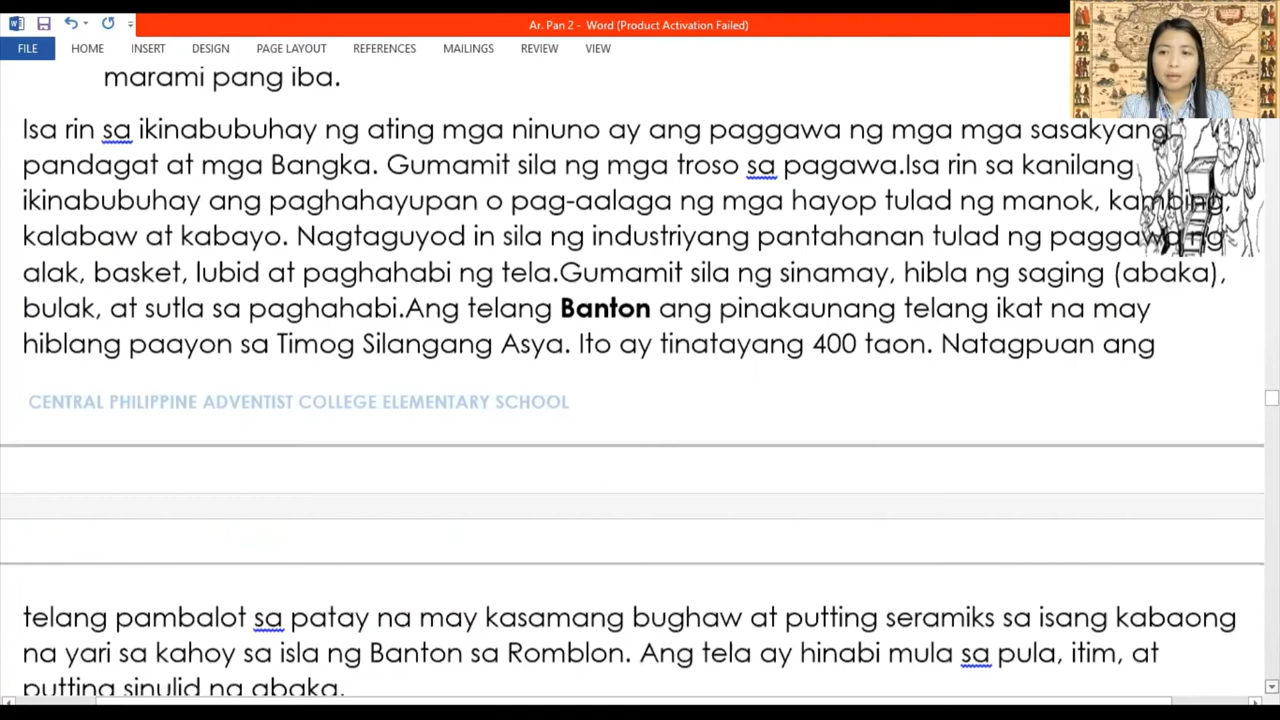 Ar. Pan 2 - Word (Product Activation Failed)
FILE HOME INSERT DESIGN PAGE LAYOUT REFERENCES MAILINGS REVIEW VIEW
marami pang iba.
Isa rin sa ikinabubuhay ng ating mga ninuno ay ang paggawa ng mga mga sasakyang
pandagat at mga Bangka. Gumamit sila ng mga troso sa pagawa.Isa rin sa kanilang
ikinabubuhay ang paghahayupan o pag-aalaga ng mga hayop tulad ng manok, kambing,
kalabaw at kabayo. Nagtaguyod in sila ng industriyang pantahanan tulad ng paggawa ng
alak, basket, lubid at paghahabi ng tela.Gumamit sila ng sinamay, hibla ng saging (abaka),
bulak, at sutla sa paghahabi.Ang telang Banton ang pinakaunang telang ikat na may
hiblang paayon sa Timog Silangang Asya. Ito ay tinatayang 400 taon. Natagpuan ang
CENTRAL PHILIPPINE ADVENTIST COLLEGE ELEMENTARY SCHOOL
telang pambalot sa patay na may kasamang bughaw at putting seramiks sa isang kabaong
na yari sa kahoy sa isla ng Banton sa Romblon. Ang tela ay hinabi mula sa pula, itim, at
putting sinulid na abaka.